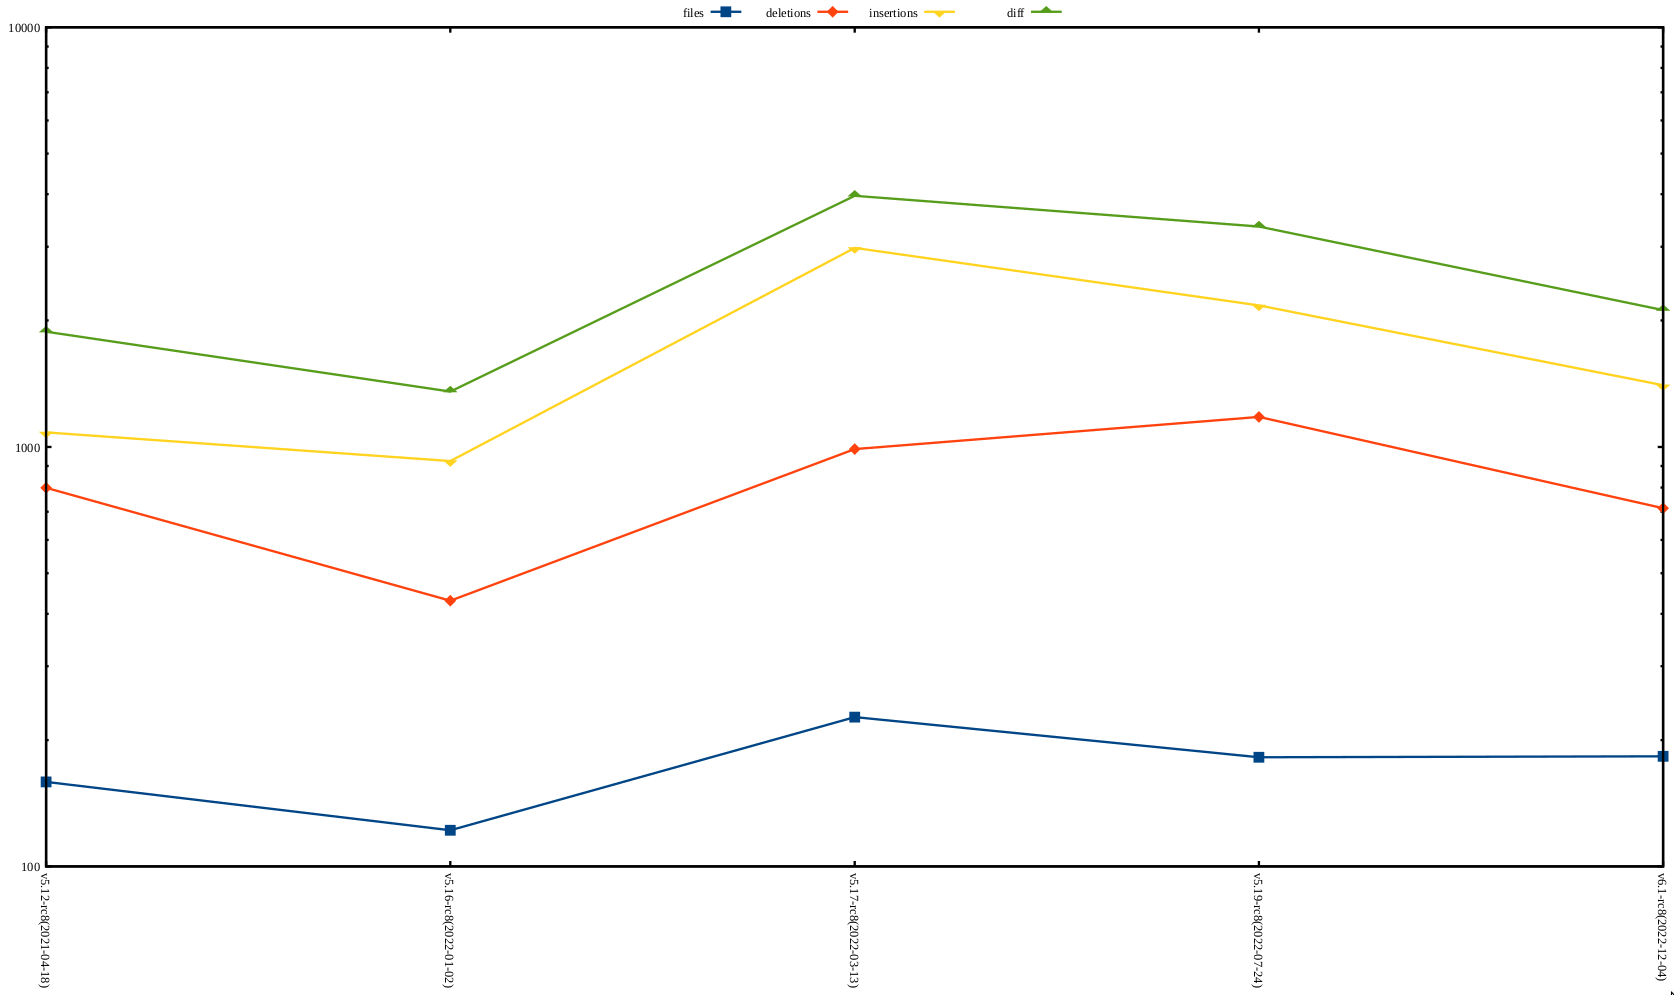 files deletions insertions diff
10000
1000
100
v5.12-rc8(2021-04-18)
v5.16-rc8(2022-01-02)
v5.17-rc8(2022-03-13)
v5.19-rc8(2022-07-24)
v6.1-rc8(2022-12-04)